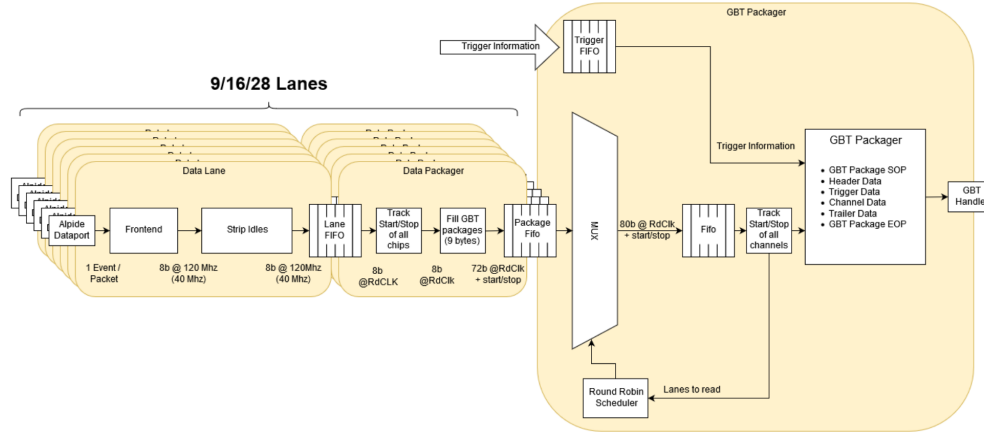 GBT Packager
Trigger Information
Trigger
FIFO
9/16/28 Lanes
Data Lane
Data Packager
Trigger Information
GBT Packager
GBT Package SOP
Header Data
Trigger Data
Channel Data
Trailer Data
GBT Package EOP
GBT
Handler
Alpide
Dataport
Frontend
Strip Idles
Lane
FIFO
Track
Start/Stop
of all
chips
Fill GBT
packages
(9 bytes)
Package
Fifo
MUX
80b @ RdClk
+ start/stop
Fifo
Track
Start/Stop
of all
channels
1 Event /
Packet
8b @ 120 Mhz
(40 Mhz)
8b @ 120Mhz
(40 Mhz)
8b
@RdCLK
8b
@RdClk
72b @RdClk
+ start/stop
Round Robin
Scheduler
Lanes to read